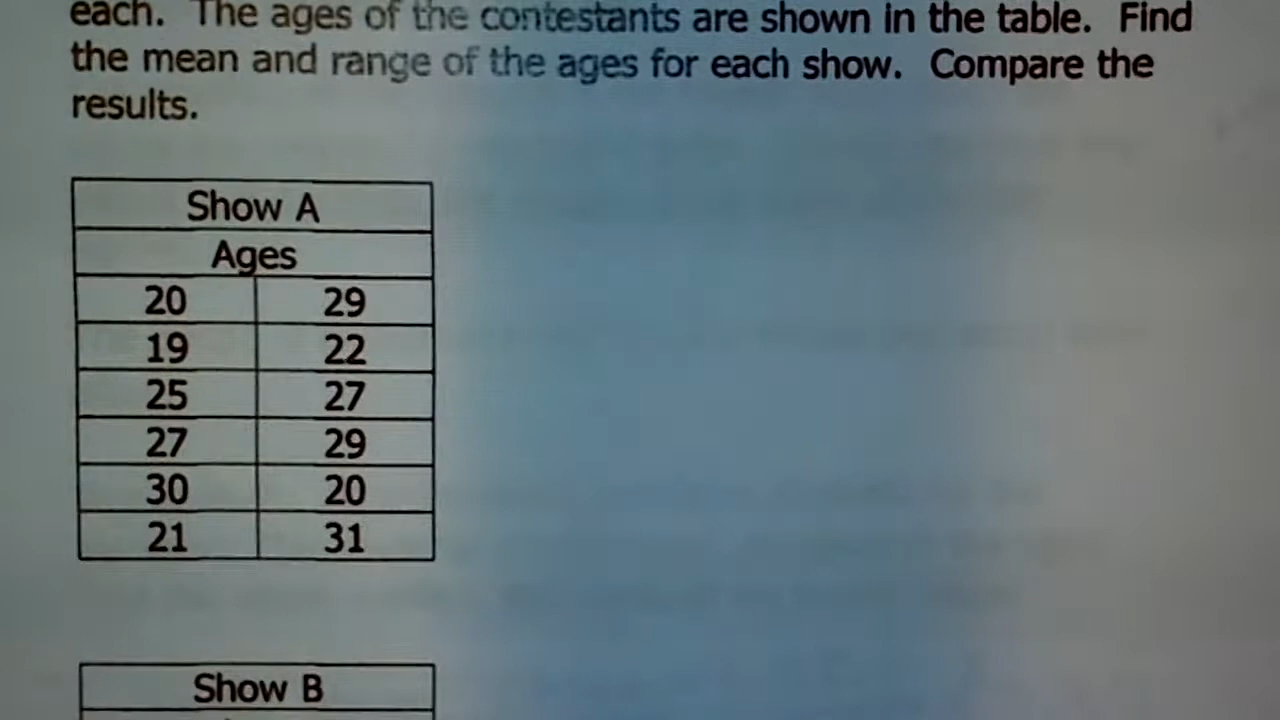 each. The ages of the contestants are shown in the table. Find
the mean and range of the ages for each show. Compare the
results.
Show A
Ages
20 29
19 22
25 27
27 29
30 20
21 31
Show B